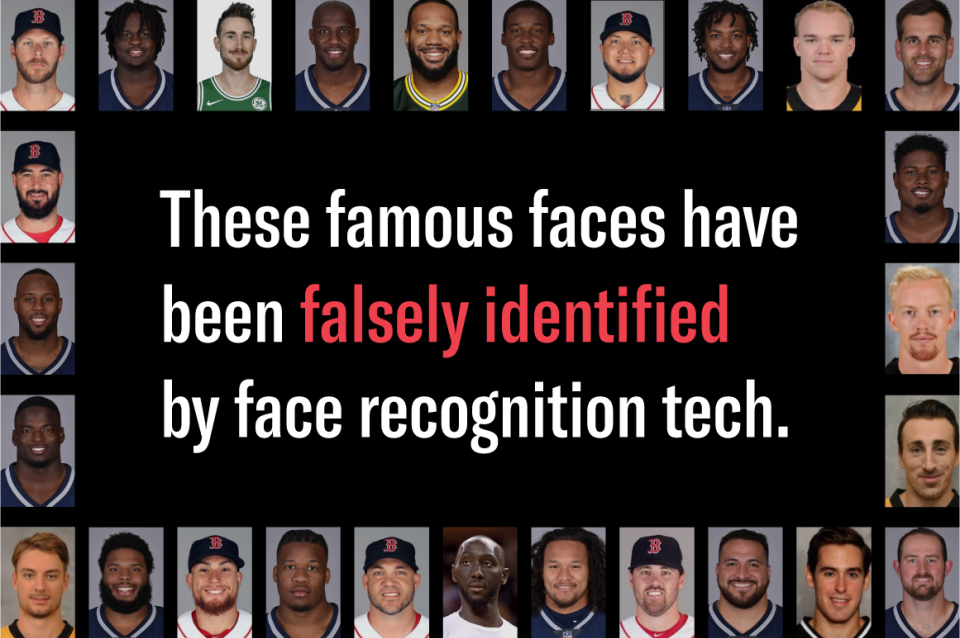 These famous faces have
been falsely identified
by face recognition tech.